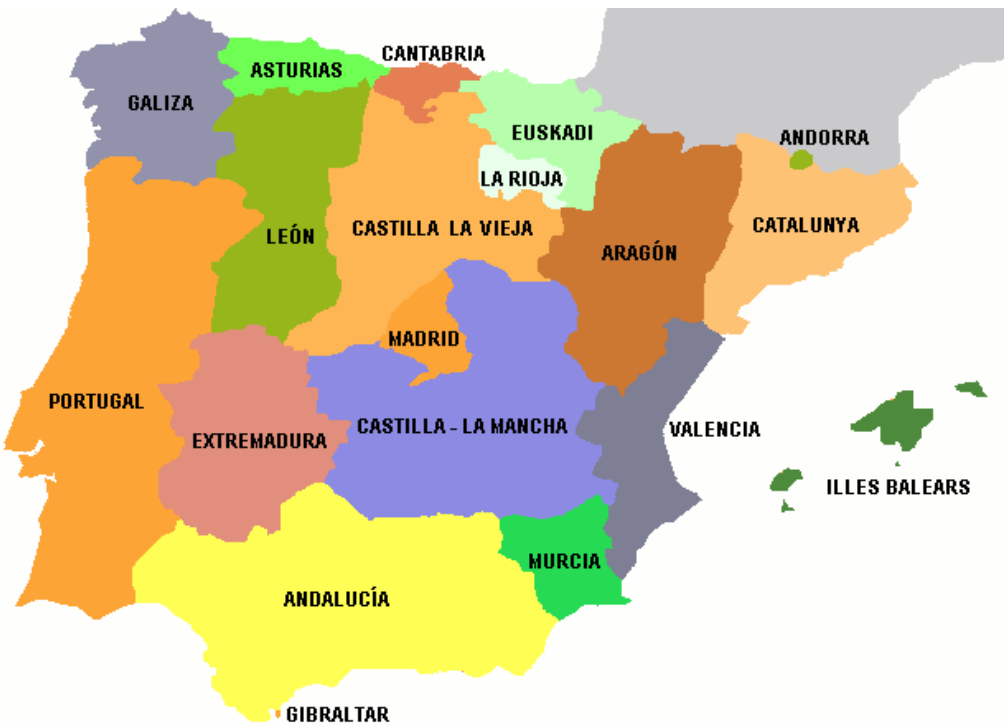 CANTABRIA
ASTURIAS
GALIZA
EUSKADI
ANDORRA
LA RIOJA
CASTILLA LA VIEJA
CATALUNYA
LEÓN
ARAGÓN
MADRID
PORTUGAL
EXTREMADURA
CASTILLA - LA MANCHA
VALENCIA
ILLES BALEARS
MURCIA
ANDALUCÍA
GIBRALTAR